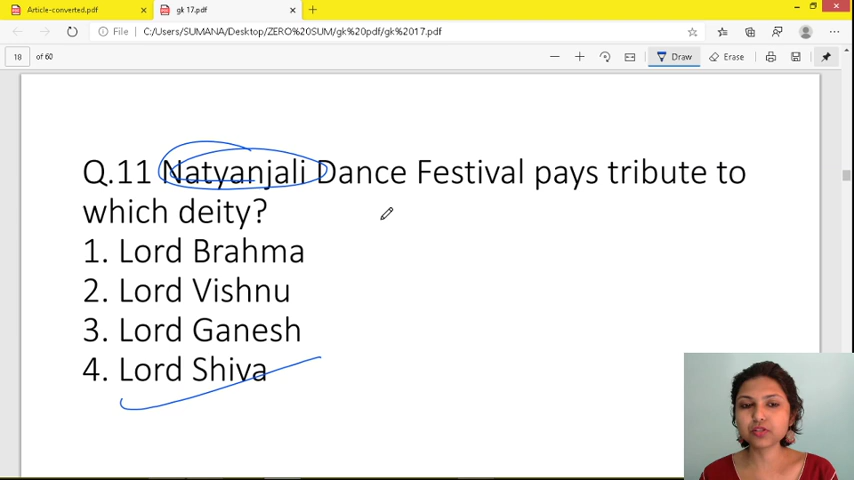 Article-converted.pdf
gk 17.pdf
File C:/Users/SUMANA/Desktop/ZERO%20SUM/gk%20pdf/gk%2017.pdf
18 of 60
Draw
Erase
Q.11 Natyanjali Dance Festival pays tribute to
which deity?
1. Lord Brahma
2. Lord Vishnu
3. Lord Ganesh
4. Lord Shiva